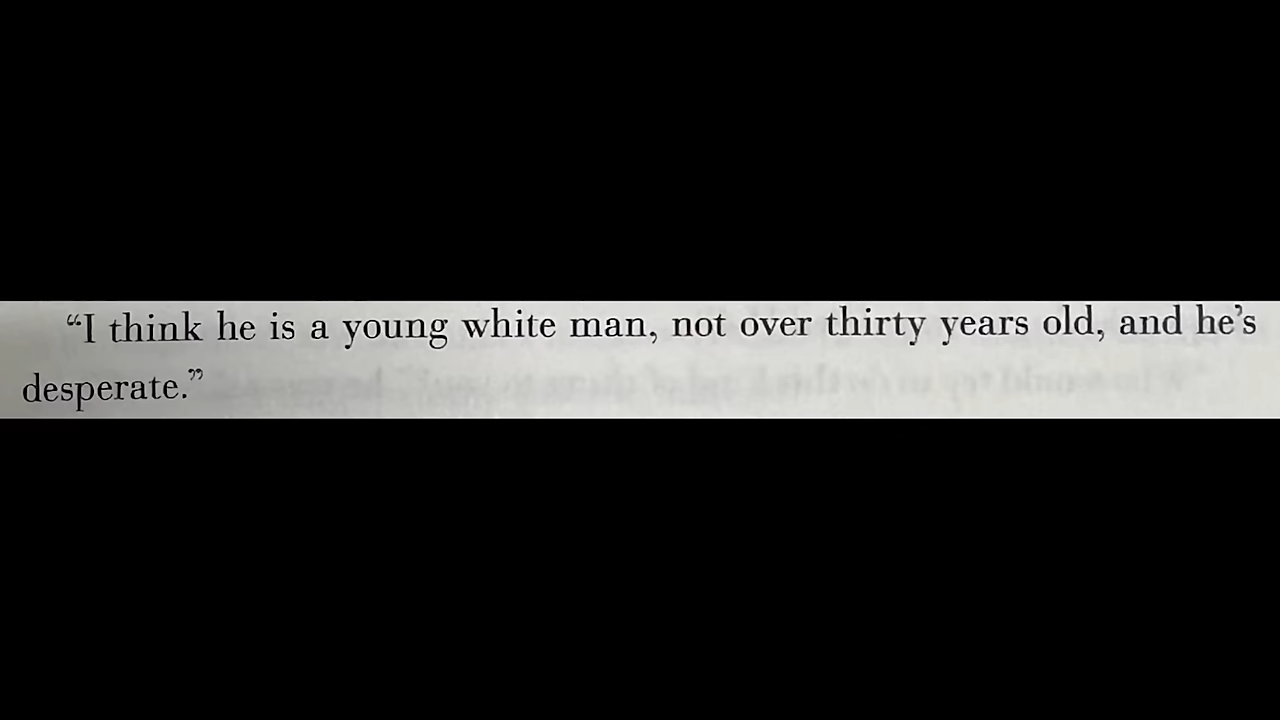 “I think he is a young white man, not over thirty years old, and he’s
desperate.”